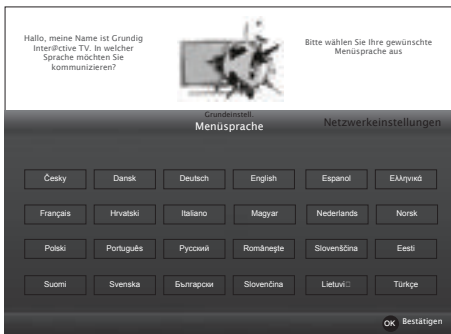 Hallo, meine Name ist Grundig
Inter@ctive TV. In welcher
Sprache möchten Sie
kommunizieren?
Bitte wählen Sie Ihre gewünschte
Menüsprache aus
Grundeinstell.
Menüsprache
Netzwerkeinstellungen
Česky Dansk Deutsch English Espanol Ελληνικά
Français Hrvatski Italiano Magyar Nederlands Norsk
Polski Português Русский Româneşte Slovenščina Eesti
Suomi Svenska Български Slovenčina Lietuvi□ Türkçe
OK Bestätigen